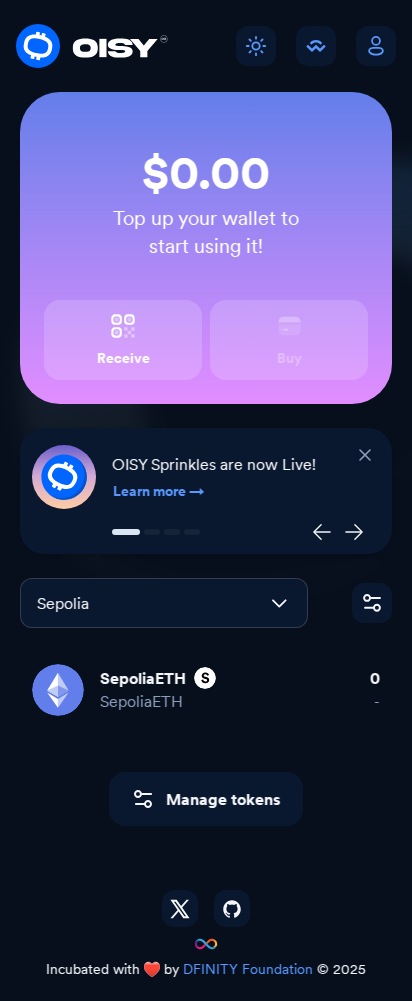 OISY
$0.00
Top up your wallet to
start using it!
Receive
Buy
OISY Sprinkles are now Live!
Learn more →
Sepolia
SepoliaETH S
0
SepoliaETH
-
Manage tokens
Incubated with ❤️ by DFINITY Foundation © 2025